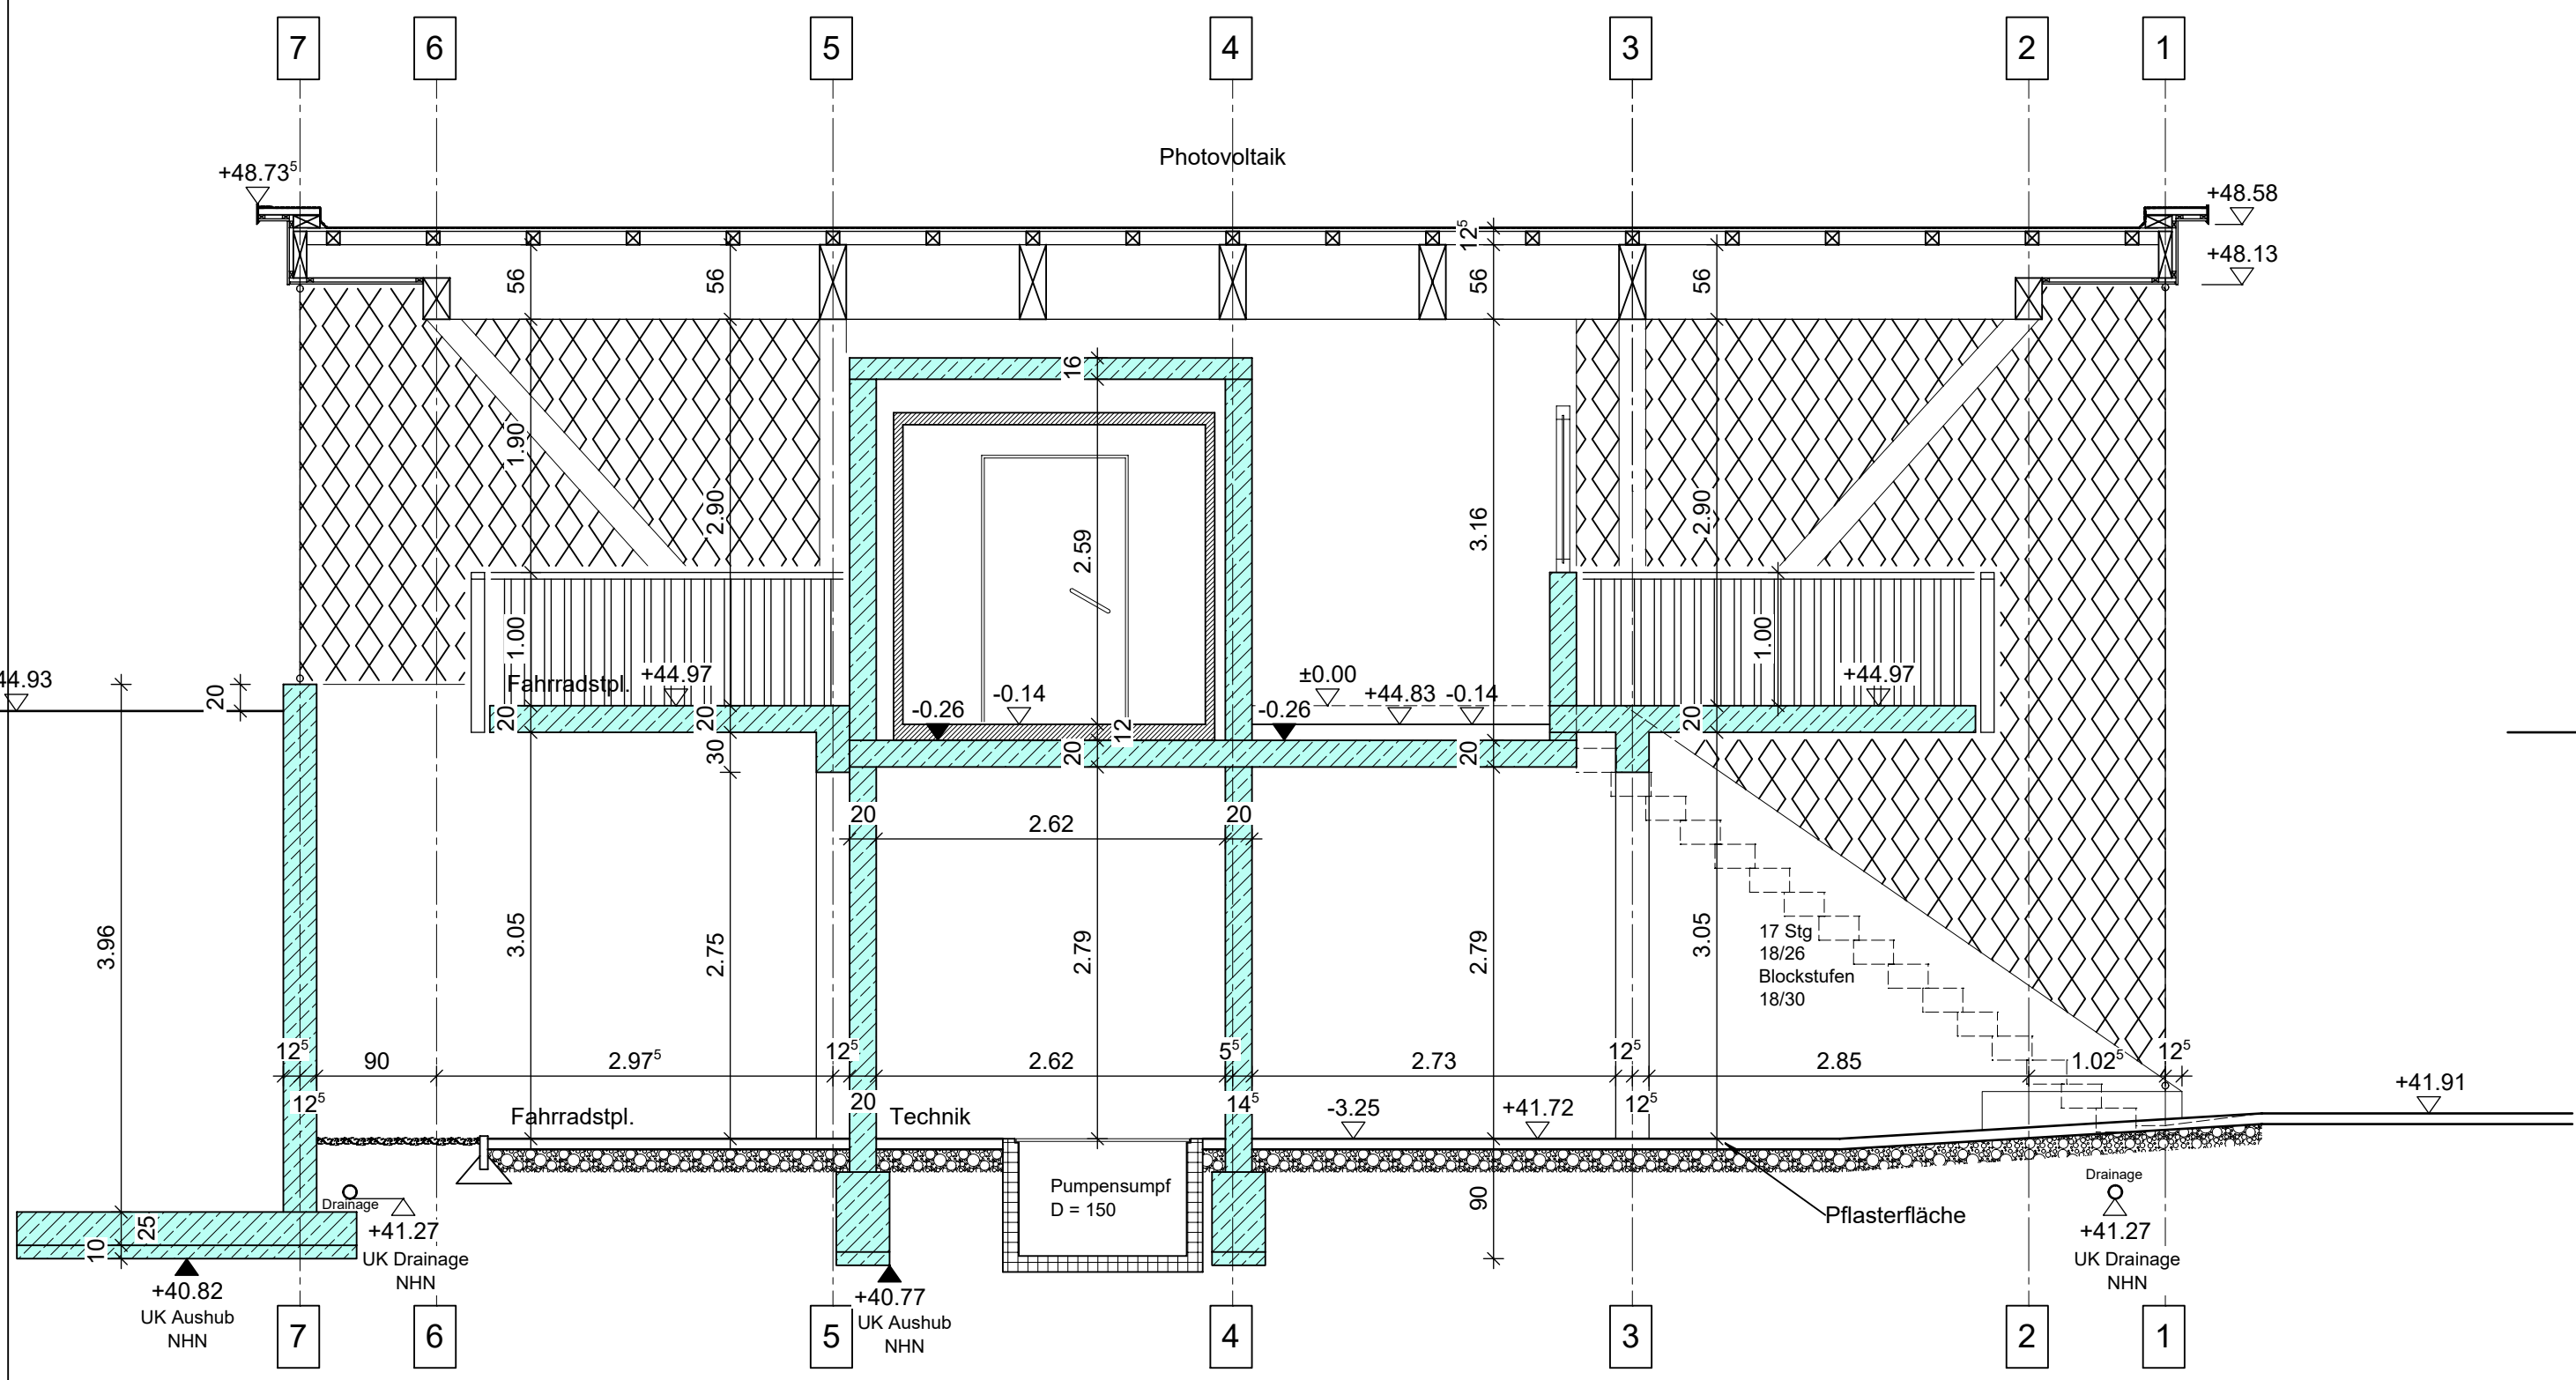 7 6 5 4 3 2 1
Photovoltaik
+48.73⁵
+48.58
12⁵
+48.13
56 56 56 56
16
1.90
2.90 2.59 3.16 2.90
1.00 1.00
44.93
20
Fahrradstpl. +44.97
±0.00
+44.83 -0.14
+44.97
-0.26 -0.14 -0.26
20 20 12 20
30 20 20
20 2.62 20
3.96 3.05 2.75 2.79 2.79 3.05
17 Stg
18/26
Blockstufen
18/30
12⁵ 90 2.97⁵ 12⁵ 2.62 5⁵ 2.73 12⁵ 2.85 1.02⁵ 12⁵
12⁵ 20 14⁵ 12⁵
+41.91
Fahrradstpl. Technik -3.25 +41.72
Pumpensumpf
D = 150
90
Pflasterfläche
Drainage
+41.27
UK Drainage
NHN
Drainage
+41.27
UK Drainage
NHN
25
10
+40.82
UK Aushub
NHN
+40.77
UK Aushub
NHN
7 6 5 4 3 2 1